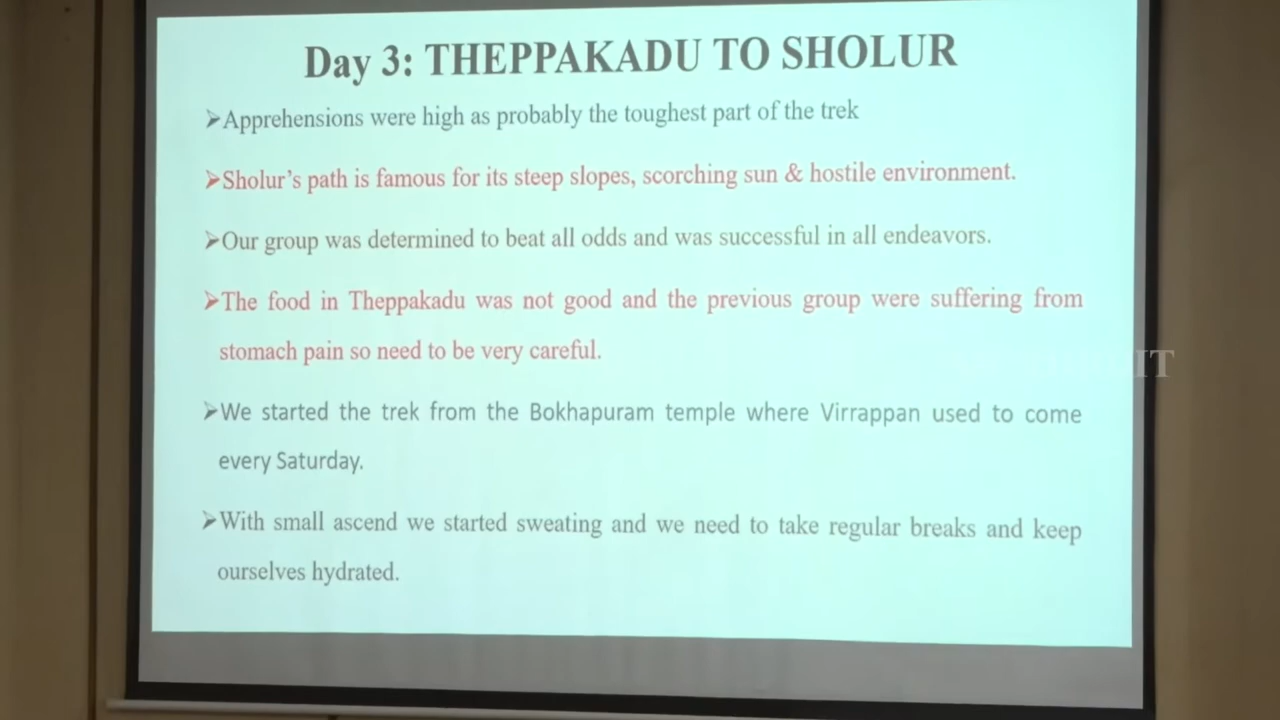 Day 3: THEPPAKADU TO SHOLUR
➢Apprehensions were high as probably the toughest part of the trek
➢Sholur's path is famous for its steep slopes, scorching sun & hostile environment.
➢Our group was determined to beat all odds and was successful in all endeavors.
➢The food in Theppakadu was not good and the previous group were suffering from
stomach pain so need to be very careful.
➢We started the trek from the Bokhapuram temple where Virrappan used to come
every Saturday.
➢With small ascend we started sweating and we need to take regular breaks and keep
ourselves hydrated.